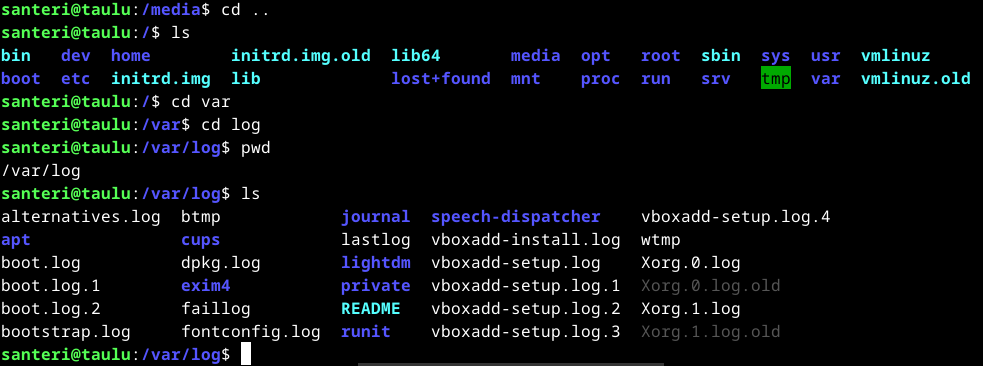 santeri@taulu:/media$ cd ..
santeri@taulu:/$ ls
bin   dev  home        initrd.img.old  lib64       media  opt   root  sbin  sys  usr  vmlinuz
boot  etc  initrd.img  lib             lost+found  mnt    proc  run   srv   tmp  var  vmlinuz.old
santeri@taulu:/$ cd var
santeri@taulu:/var$ cd log
santeri@taulu:/var/log$ pwd
/var/log
santeri@taulu:/var/log$ ls
alternatives.log  btmp            journal  speech-dispatcher    vboxadd-setup.log.4
apt               cups            lastlog  vboxadd-install.log  wtmp
boot.log          dpkg.log        lightdm  vboxadd-setup.log    Xorg.0.log
boot.log.1        exim4           private  vboxadd-setup.log.1  Xorg.0.log.old
boot.log.2        faillog         README   vboxadd-setup.log.2  Xorg.1.log
bootstrap.log     fontconfig.log  runit    vboxadd-setup.log.3  Xorg.1.log.old
santeri@taulu:/var/log$